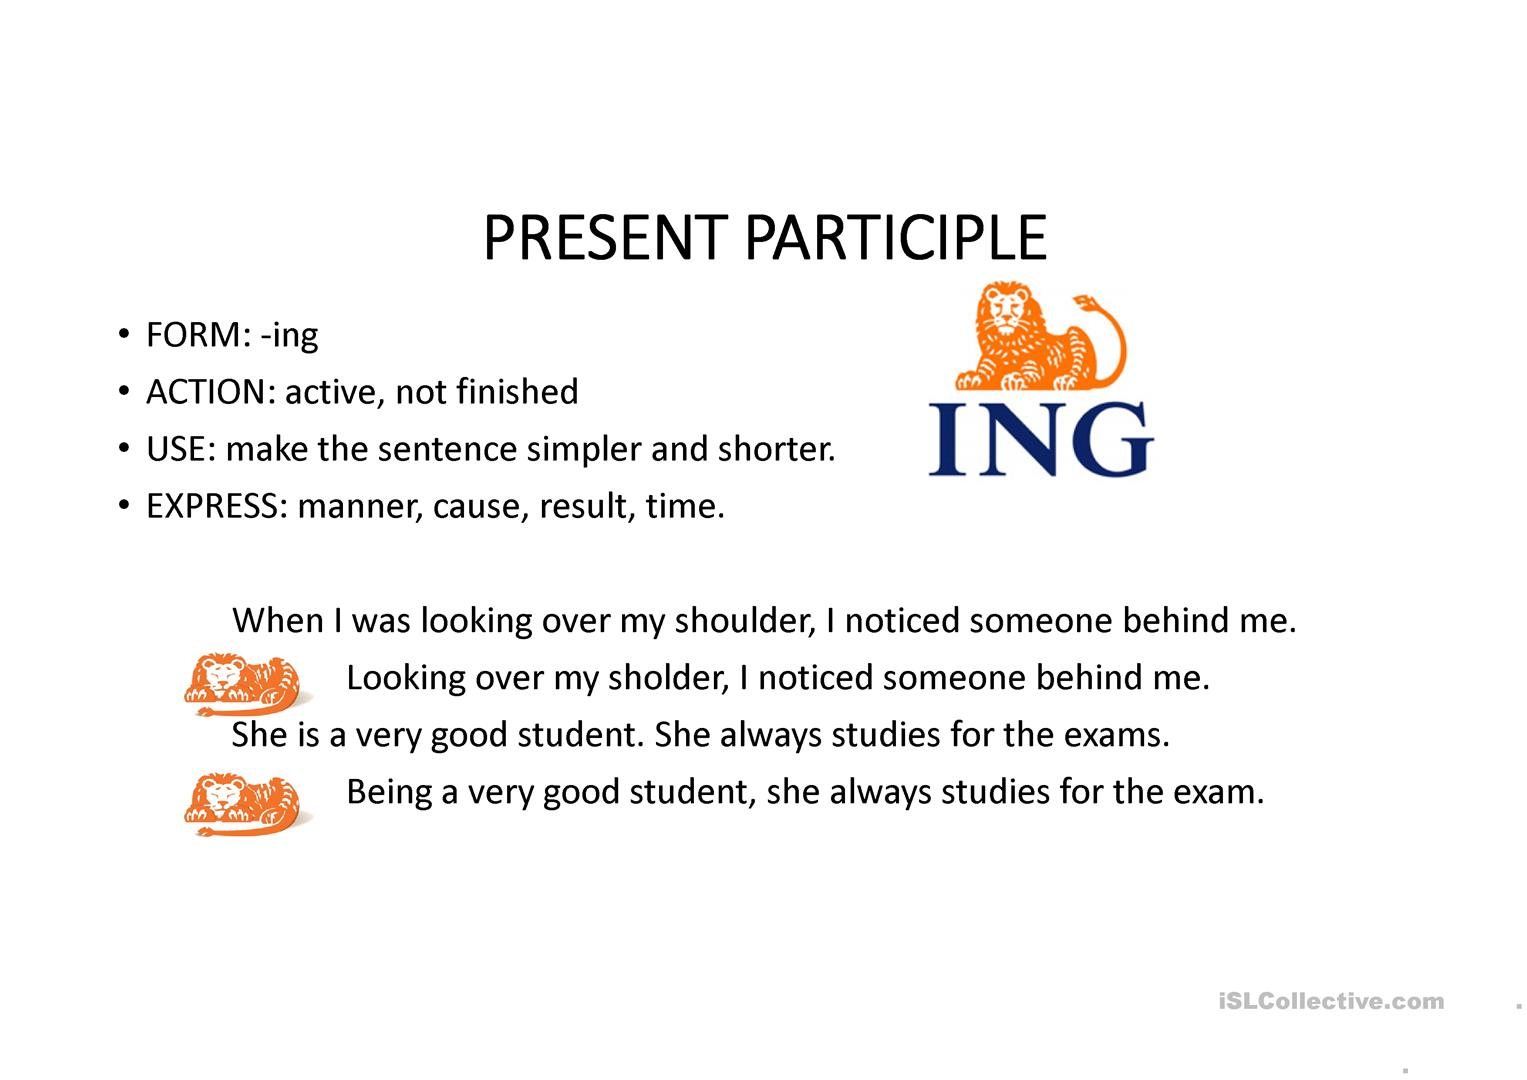 PRESENT PARTICIPLE
• FORM: -ing
• ACTION: active, not finished
• USE: make the sentence simpler and shorter.
• EXPRESS: manner, cause, result, time.
ING
When I was looking over my shoulder, I noticed someone behind me.
Looking over my sholder, I noticed someone behind me.
She is a very good student. She always studies for the exams.
Being a very good student, she always studies for the exam.
iSLCollective.com